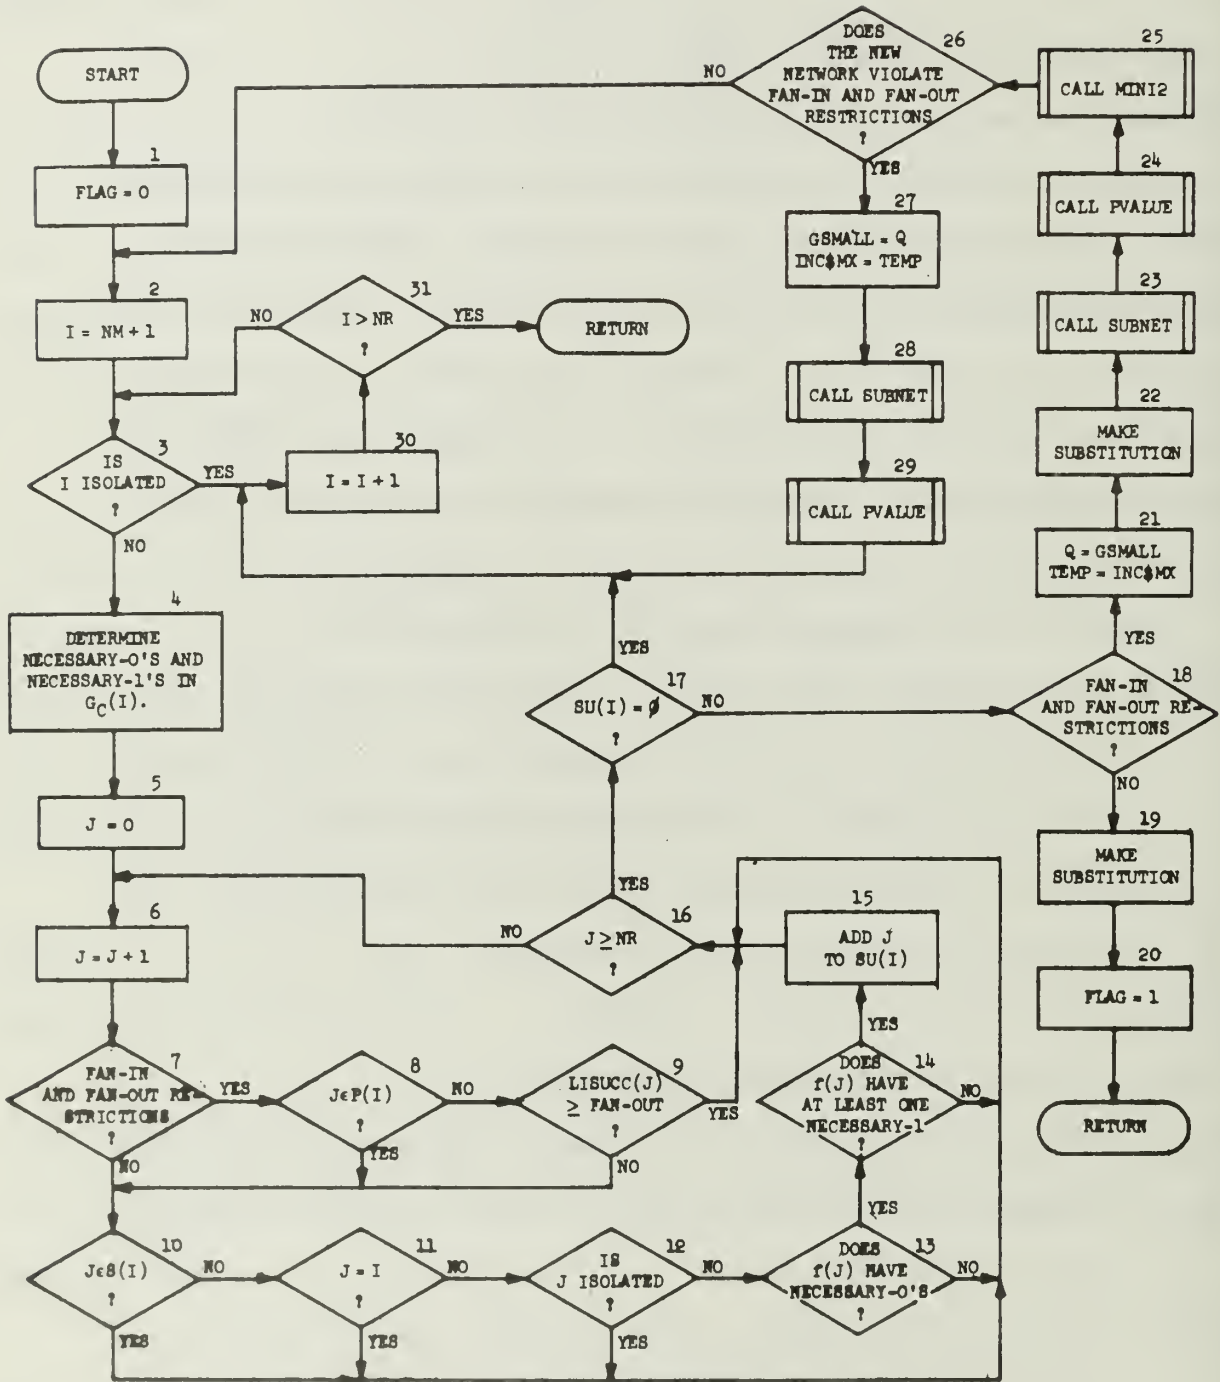 START
1
FLAG = 0
2
I = NM + 1
31
I > NR
?
NO
YES
RETURN
3
IS
I ISOLATED
?
YES
NO
30
I = I + 1
4
DETERMINE
NECESSARY-0'S AND
NECESSARY-1'S IN
G_C(I).
5
J = 0
6
J = J + 1
7
FAN-IN
AND FAN-OUT RE-
STRICTIONS
?
YES
NO
8
JϵP(I)
?
NO
YES
9
LISUCC(J)
≥ FAN-OUT
?
YES
NO
10
JϵS(I)
?
NO
YES
11
J = I
?
NO
YES
12
IS
J ISOLATED
?
NO
YES
13
DOES
f(J) HAVE
NECESSARY-0'S
?
NO
YES
14
DOES
f(J) HAVE
AT LEAST ONE
NECESSARY-1
?
NO
YES
15
ADD J
TO SU(I)
16
J ≥ NR
?
NO
YES
17
SU(I) = ∅
?
YES
NO
18
FAN-IN
AND FAN-OUT RE-
STRICTIONS
?
YES
NO
19
MAKE
SUBSTITUTION
20
FLAG = 1
RETURN
21
Q = GSMALL
TEMP = INC$MX
22
MAKE
SUBSTITUTION
23
CALL SUBNET
24
CALL PVALUE
25
CALL MINI2
26
DOES
THE NEW
NETWORK VIOLATE
FAN-IN AND FAN-OUT
RESTRICTIONS
?
NO
YES
27
GSMALL = Q
INC$MX = TEMP
28
CALL SUBNET
29
CALL PVALUE